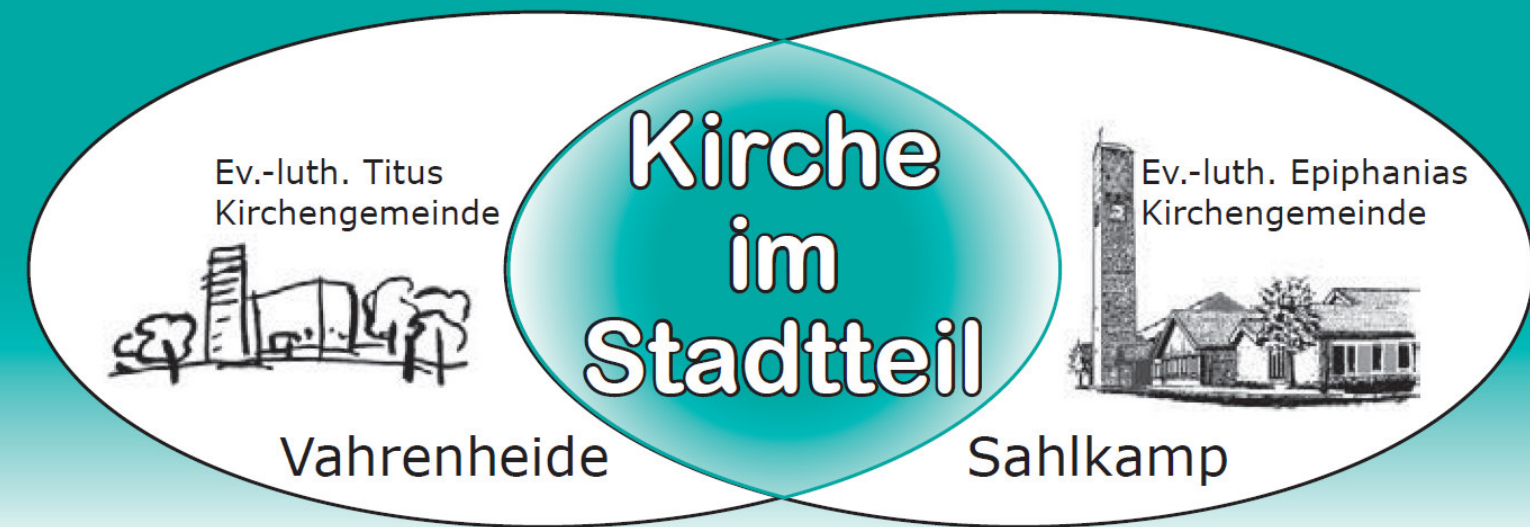 Ev.-luth. Titus
Kirchengemeinde
Vahrenheide
Kirche
im
Stadtteil
Ev.-luth. Epiphanias
Kirchengemeinde
Sahlkamp